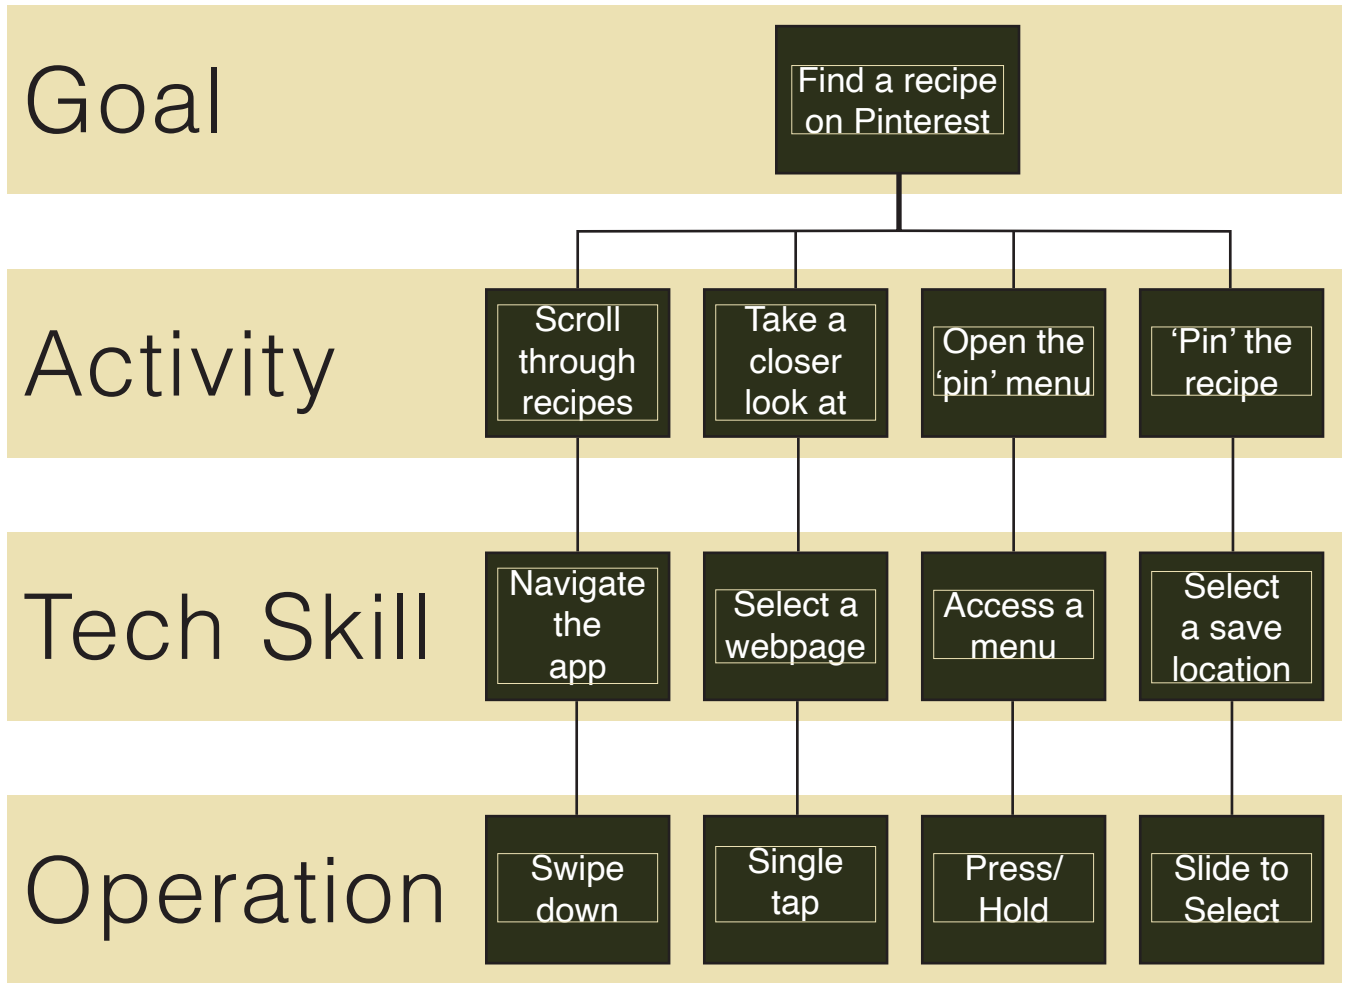 Goal
Find a recipe
on Pinterest
Activity
Scroll
through
recipes
Take a
closer
look at
Open the
‘pin’ menu
‘Pin’ the
recipe
Tech Skill
Navigate
the
app
Select a
webpage
Access a
menu
Select
a save
location
Operation
Swipe
down
Single
tap
Press/
Hold
Slide to
Select